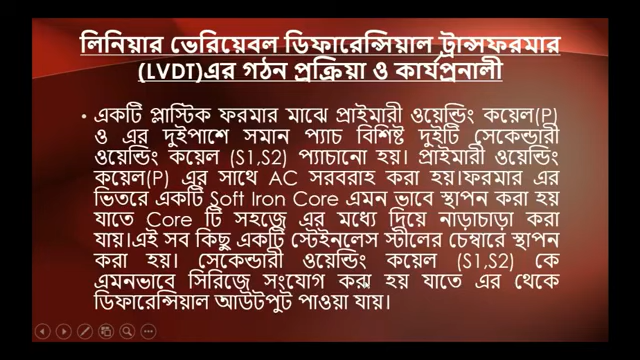 লিনিয়ার ভেরিয়েবল ডিফারেন্সিয়াল ট্রান্সফরমার
(LVDT)এর গঠন প্রক্রিয়া ও কার্যপ্রনালী
• একটি প্লাস্টিক ফরমার মাঝে প্রাইমারী ওয়েন্ডিং কয়েল(P)
ও এর দুইপাশে সমান প্যাচ বিশিষ্ট দুইটি সেকেন্ডারী
ওয়েন্ডিং কয়েল (S1,S2) প্যাচানো হয়। প্রাইমারী ওয়েন্ডিং
কয়েল(P) এর সাথে AC সরবরাহ করা হয়।ফরমার এর
ভিতরে একটি Soft Iron Core এমন ভাবে স্থাপন করা হয়
যাতে Core টি সহজে এর মধ্যে দিয়ে নাড়াচাড়া করা
যায়।এই সব কিছু একটি স্টেইনলেস স্টীলের চেম্বারে স্থাপন
করা হয়। সেকেন্ডারী ওয়েন্ডিং কয়েল (S1,S2) কে
এমনভাবে সিরিজে সংযোগ করা হয় যাতে এর থেকে
ডিফারেন্সিয়াল আউটপুট পাওয়া যায়।